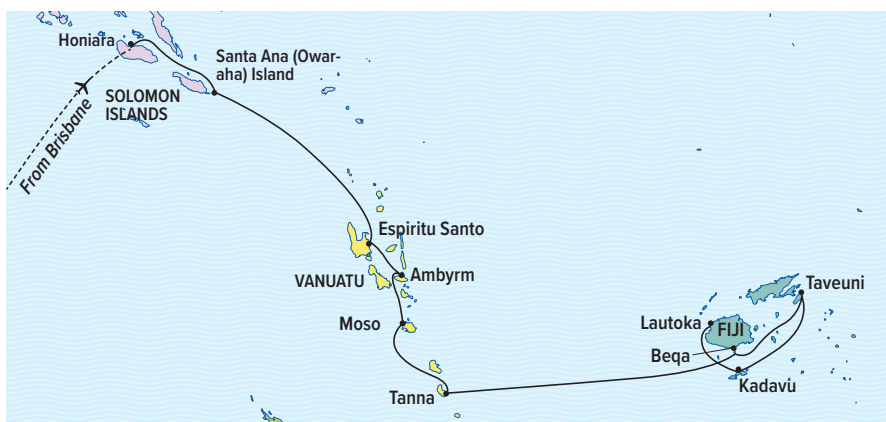 Honiara
Santa Ana (Owar-
aha) Island
SOLOMON
ISLANDS
From Brisbane
Espiritu Santo
VANUATU
Ambyrm
Moso
Tanna
Taveuni
Lautoka
FIJI
Beqa
Kadavu